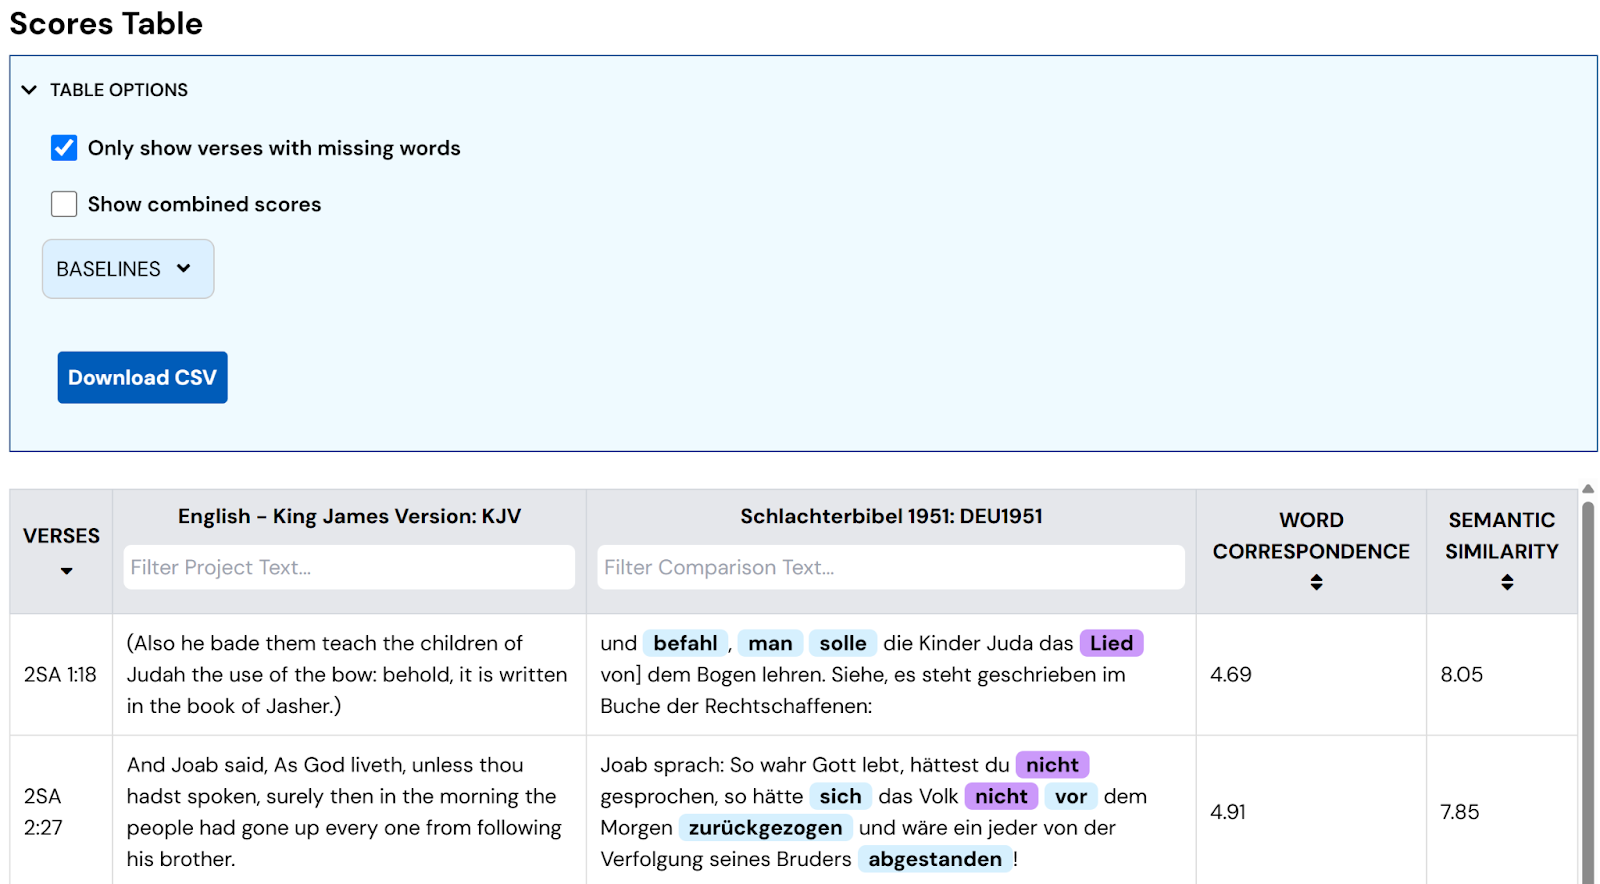 Scores Table
TABLE OPTIONS
Only show verses with missing words
Show combined scores
BASELINES
Download CSV
VERSES
English - King James Version: KJV
Filter Project Text...
Schlachterbibel 1951: DEU1951
Filter Comparison Text...
WORD
CORRESPONDENCE
SEMANTIC
SIMILARITY
2SA 1:18
(Also he bade them teach the children of
Judah the use of the bow: behold, it is written
in the book of Jasher.)
und befahl, man solle die Kinder Juda das Lied
von] dem Bogen lehren. Siehe, es steht geschrieben im
Buche der Rechtschaffenen:
4.69
8.05
2SA
2:27
And Joab said, As God liveth, unless thou
hadst spoken, surely then in the morning the
people had gone up every one from following
his brother.
Joab sprach: So wahr Gott lebt, hättest du nicht
gesprochen, so hätte sich das Volk nicht vor dem
Morgen zurückgezogen und wäre ein jeder von der
Verfolgung seines Bruders abgestanden!
4.91
7.85